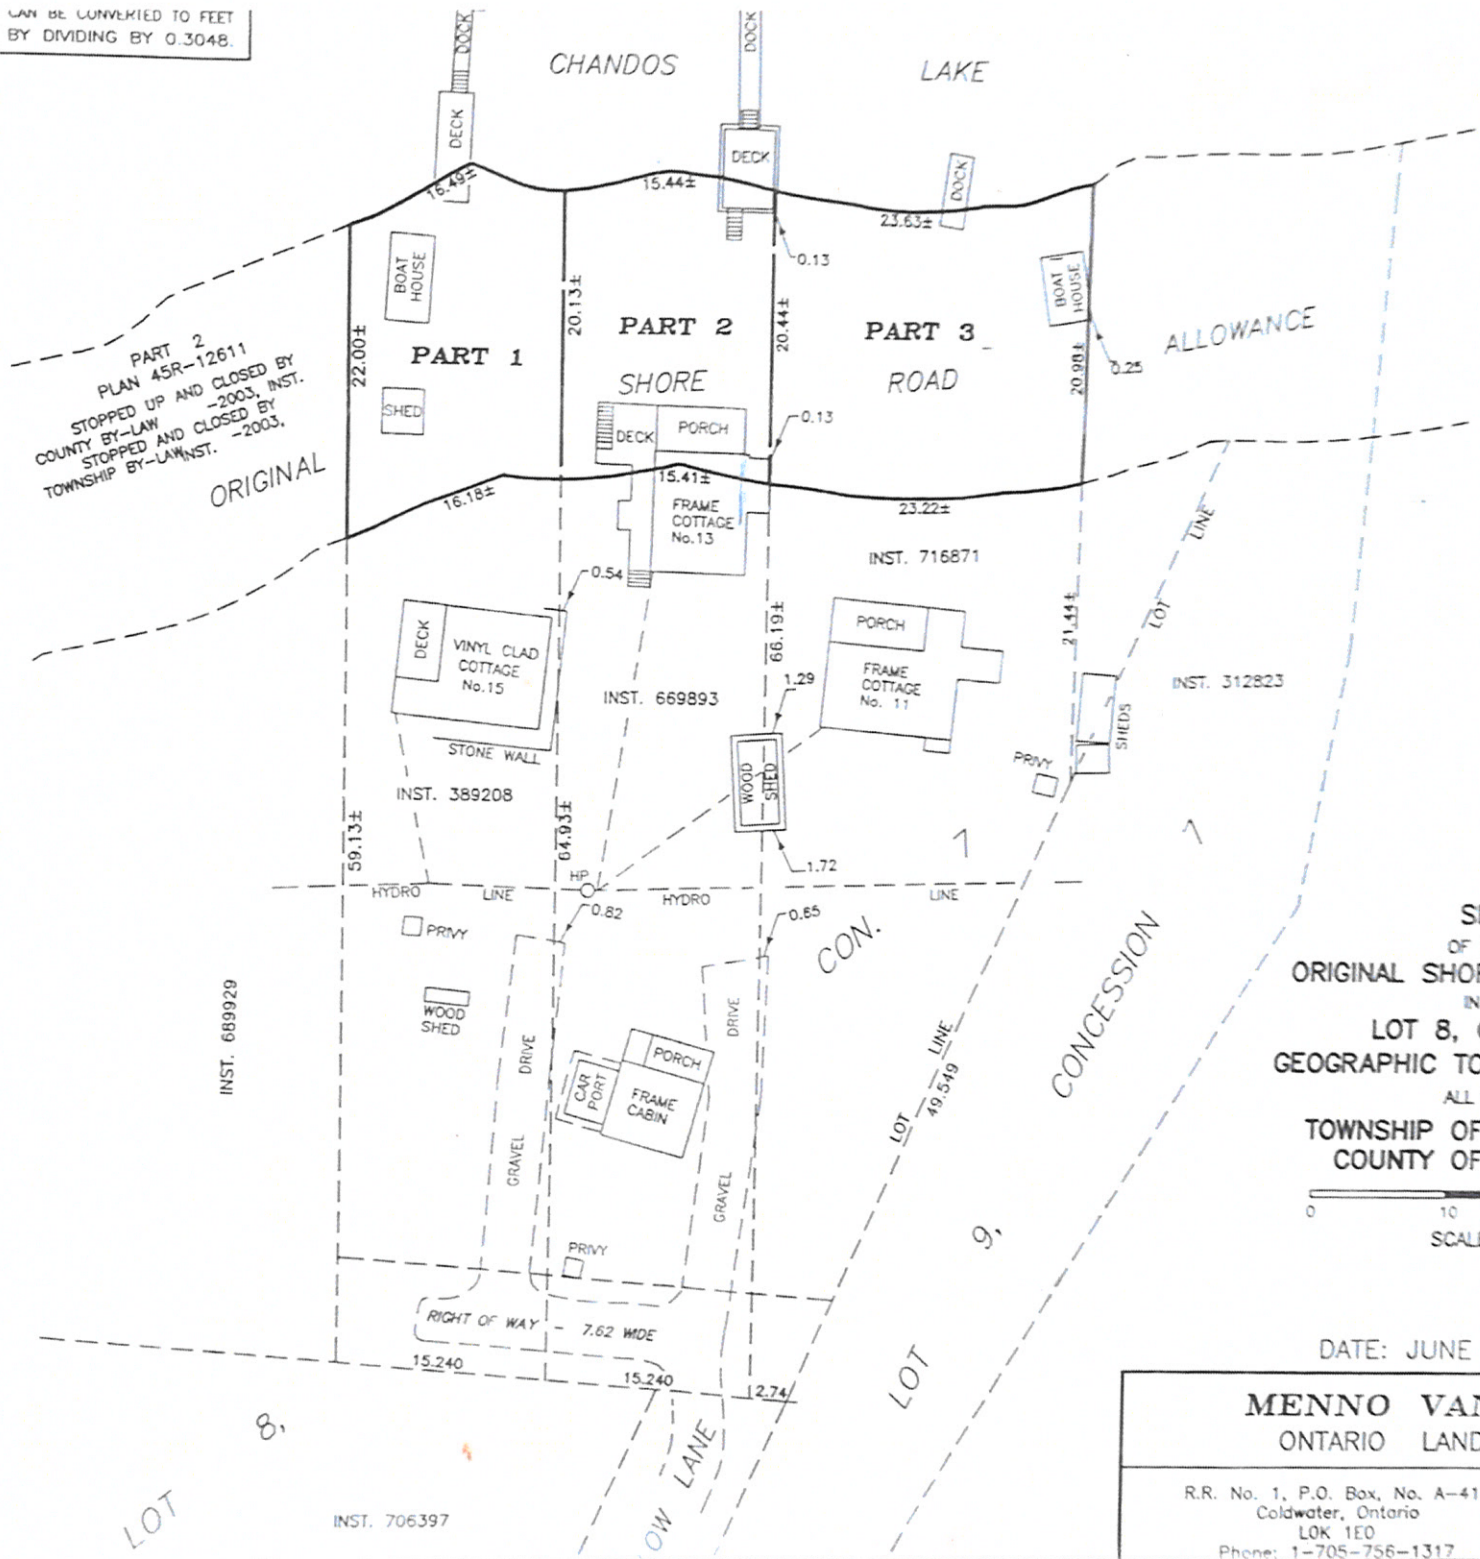 CAN BE CONVERTED TO FEET
BY DIVIDING BY 0.3048.
DOCK
DOCK
CHANDOS
LAKE
DECK
DECK
DOCK
16.49±
15.44±
23.63±
0.13
BOAT
HOUSE
BOAT
HOUSE
22.00±
20.13±
20.44±
20.98±
PART 1
PART 2
PART 3
SHORE
ROAD
ALLOWANCE
0.25
PART 2
PLAN 45R-12611
STOPPED UP AND CLOSED BY
COUNTY BY-LAW -2003, INST.
STOPPED AND CLOSED BY
TOWNSHIP BY-LAW INST. -2003,
ORIGINAL
SHED
DECK
PORCH
0.13
16.18±
15.41±
23.22±
FRAME
COTTAGE
No.13
INST. 716871
LINE
LOT
0.54
DECK
VINYL CLAD
COTTAGE
No.15
66.19±
PORCH
FRAME
COTTAGE
No. 11
21.44±
INST. 669893
1.29
INST. 312823
SHEDS
STONE WALL
WOOD
SHED
PRIVY
INST. 389208
59.13±
64.93±
1.72
7
7
HP
HYDRO
LINE
HYDRO
LINE
0.82
0.65
CON.
PRIVY
WOOD
SHED
INST. 689929
DRIVE
GRAVEL
DRIVE
GRAVEL
PORCH
CAR
PORT
FRAME
CABIN
LOT
49.549
LINE
CONCESSION
OF
ORIGINAL
IN
LOT 8,
GEOGRAPHIC
ALL
TOWNSHIP OF
COUNTY OF
0
10
PRIVY
9,
RIGHT OF WAY - 7.62 WIDE
15.240
15.240
2.74
LOT
DATE: JUNE
MENNO
ONTARIO LAND
R.R. No. 1, P.O. Box, No. A-41
Coldwater, Ontario
L0K 1E0
Phone: 1-705-756-1317
8,
LOT
INST. 706397
OW LANE